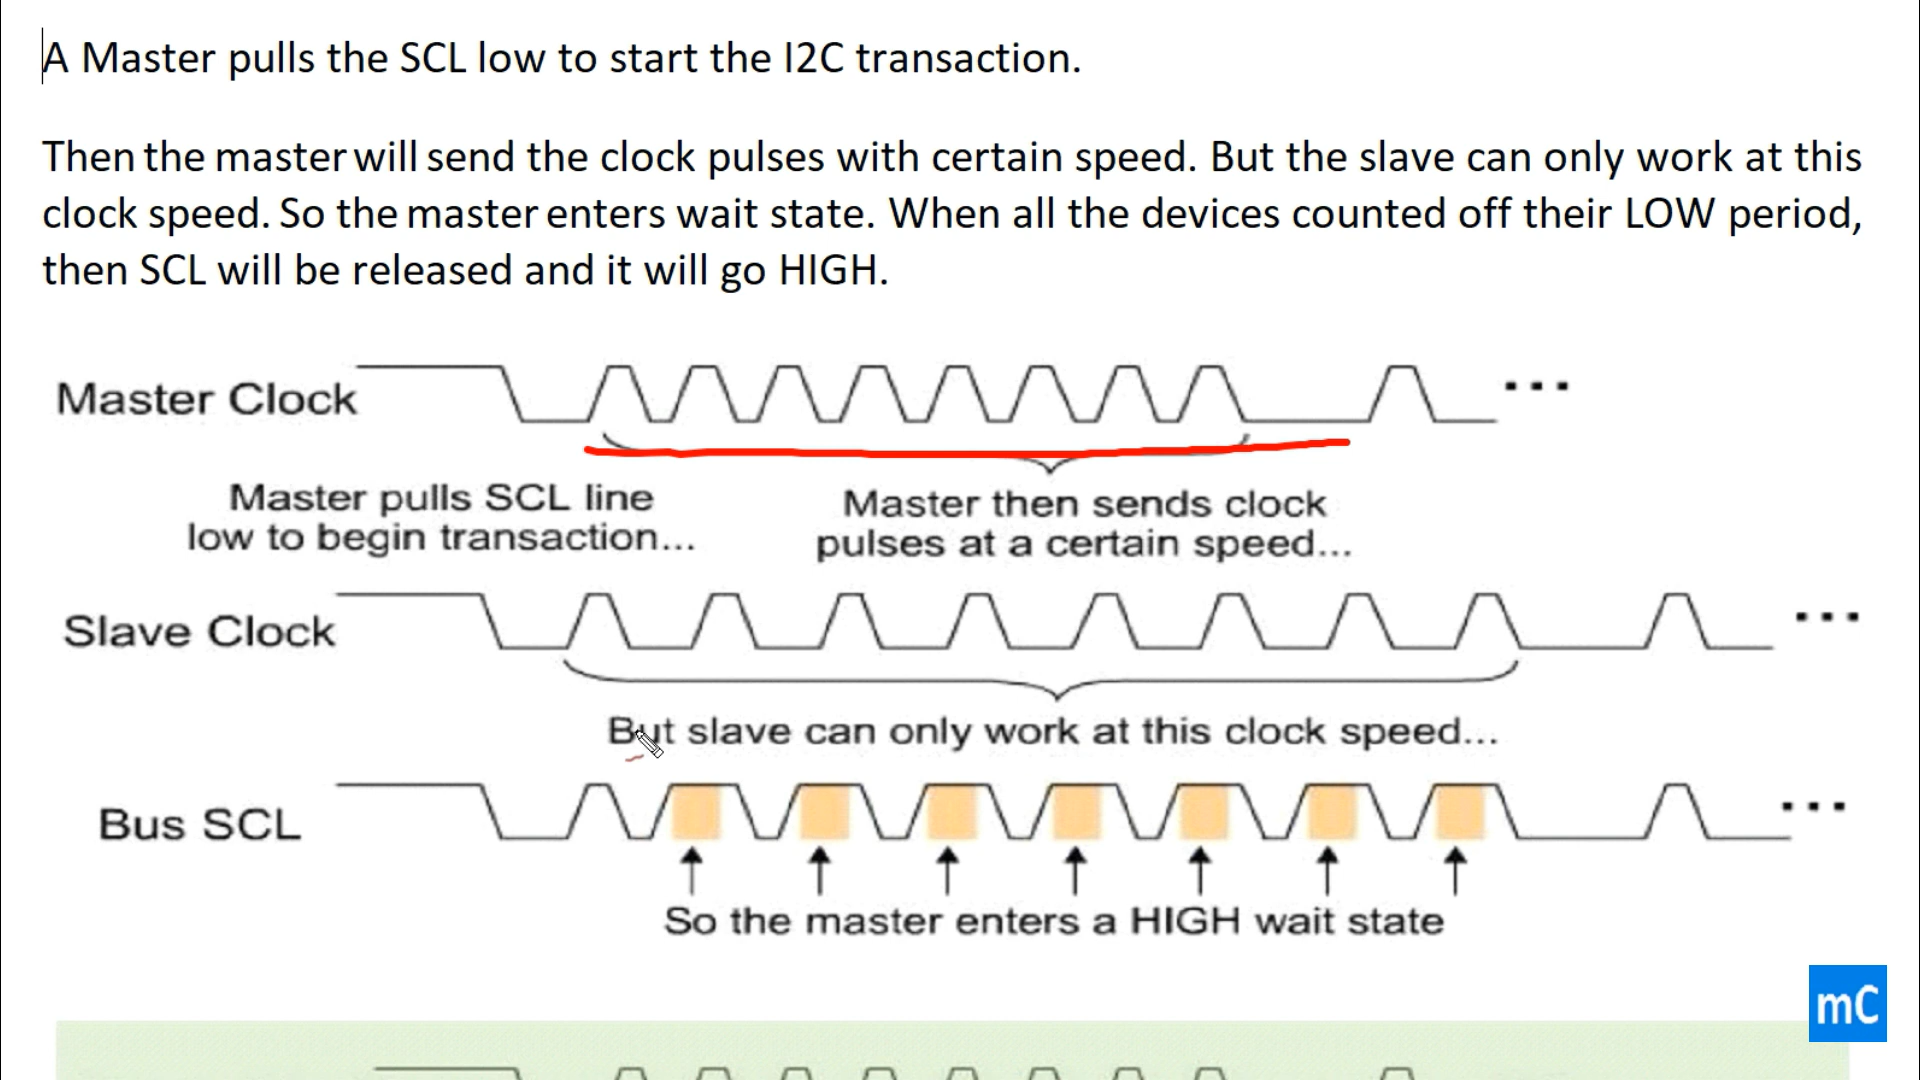 A Master pulls the SCL low to start the I2C transaction.
Then the master will send the clock pulses with certain speed. But the slave can only work at this
clock speed. So the master enters wait state. When all the devices counted off their LOW period,
then SCL will be released and it will go HIGH.
Master Clock
Master pulls SCL line
low to begin transaction...
Master then sends clock
pulses at a certain speed...
Slave Clock
But slave can only work at this clock speed...
Bus SCL
So the master enters a HIGH wait state
mC